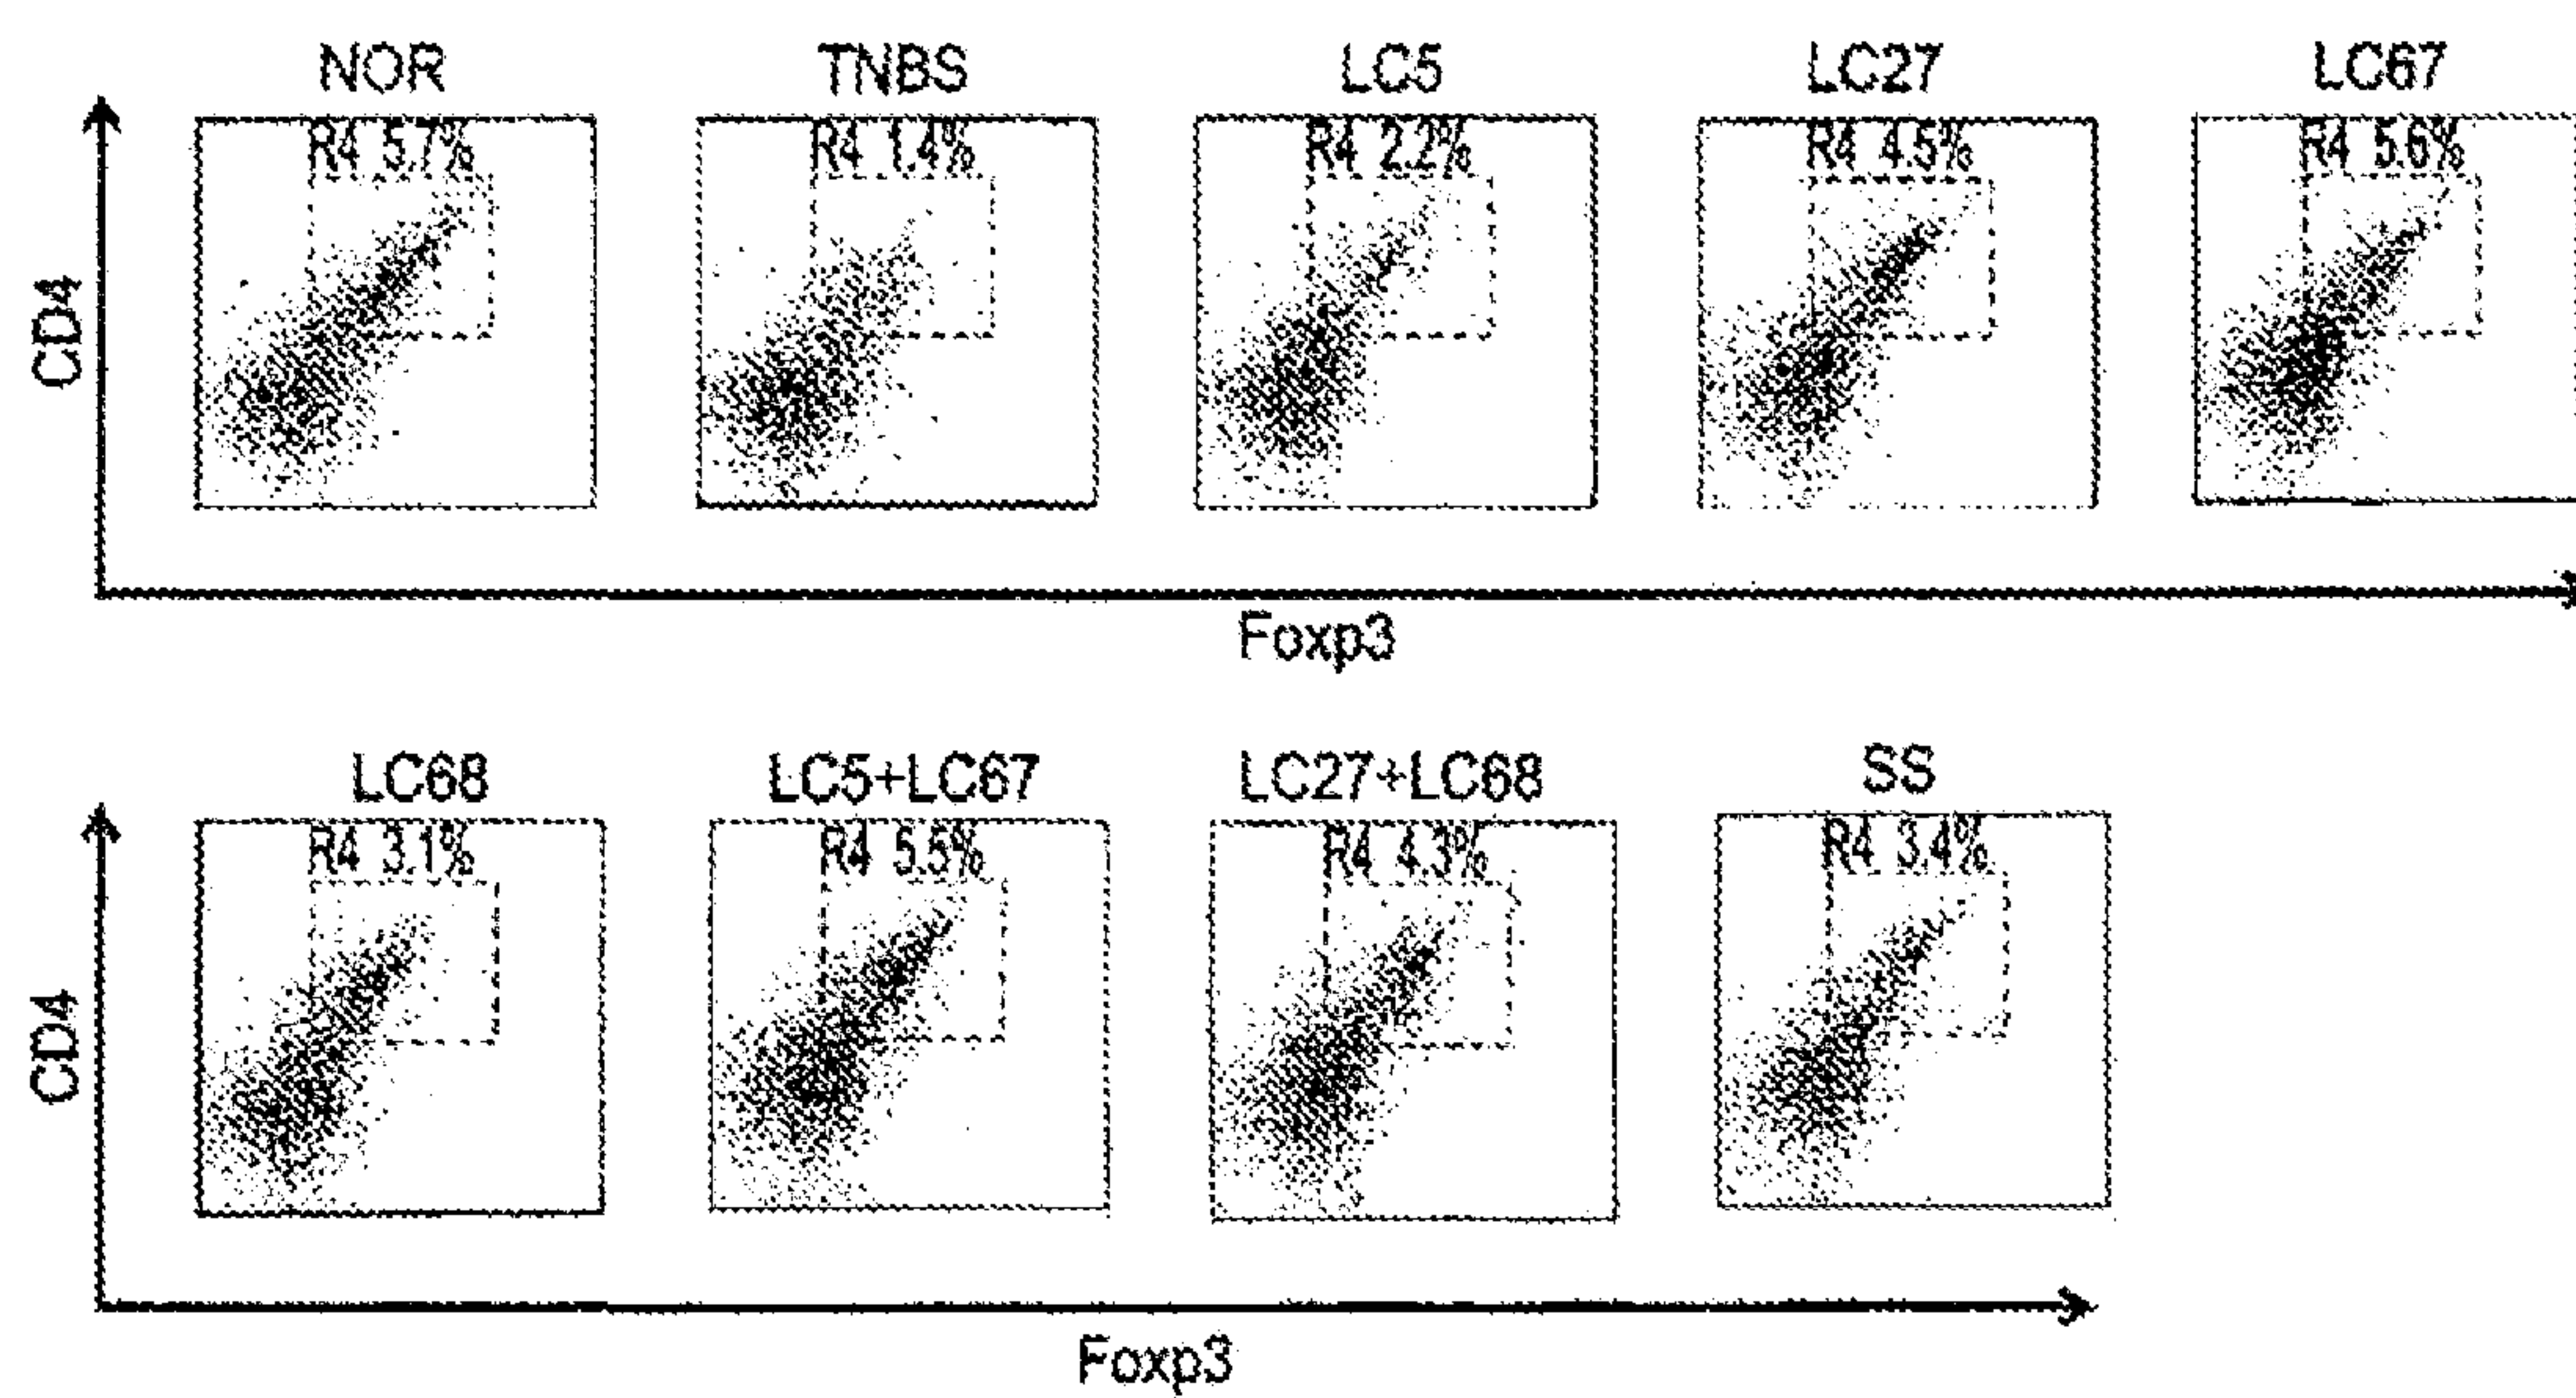 NOR TNBS LC5 LC27 LC67
R4 5.7% R4 1.4% R4 2.2% R4 4.5% R4 5.6%
CD4
Foxp3
LC68 LC5+LC67 LC27+LC68 SS
R4 3.1% R4 5.5% R4 4.3% R4 3.4%
CD4
Foxp3